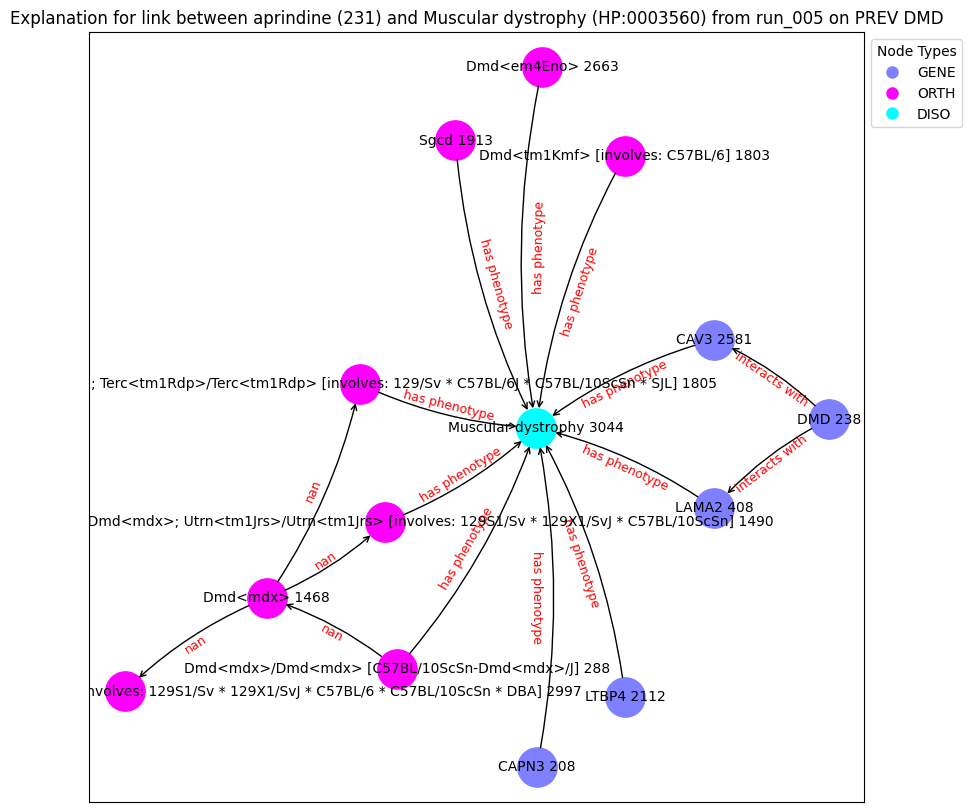 Explanation for link between aprindine (231) and Muscular dystrophy (HP:0003560) from run_005 on PREV DMD
Node Types
GENE
ORTH
DISO
Dmd<em4Eno> 2663
Sgcd 1913
Dmd<tm1Kmf> [involves: C57BL/6] 1803
has phenotype
has phenotype
has phenotype
CAV3 2581
interacts with
; Terc<tm1Rdp>/Terc<tm1Rdp> [involves: 129/Sv * C57BL/6J * C57BL/10ScSn * SJL] 1805
has phenotype
has phenotype
DMD 238
Muscular dystrophy 3044
has phenotype
has phenotype
interacts with
nan
LAMA2 408
Dmd<mdx>; Utrn<tm1Jrs>/Utrn<tm1Jrs> [involves: 129S1/Sv * 129X1/SvJ * C57BL/10ScSn] 1490
has phenotype
has phenotype
has phenotype
nan
Dmd<mdx> 1468
nan
nan
Dmd<mdx>/Dmd<mdx> [C57BL/10ScSn-Dmd<mdx>/J] 288
nvolves: 129S1/Sv * 129X1/SvJ * C57BL/6 * C57BL/10ScSn * DBA] 2997
LTBP4 2112
CAPN3 208